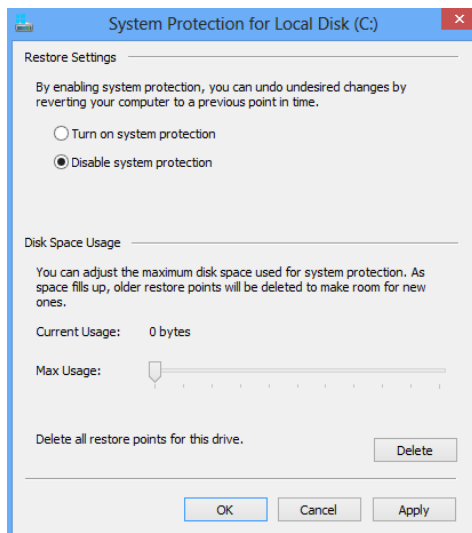 System Protection for Local Disk (C:)
Restore Settings
By enabling system protection, you can undo undesired changes by
reverting your computer to a previous point in time.
Turn on system protection
Disable system protection
Disk Space Usage
You can adjust the maximum disk space used for system protection. As
space fills up, older restore points will be deleted to make room for new
ones.
Current Usage: 0 bytes
Max Usage:
Delete all restore points for this drive.
Delete
OK Cancel Apply